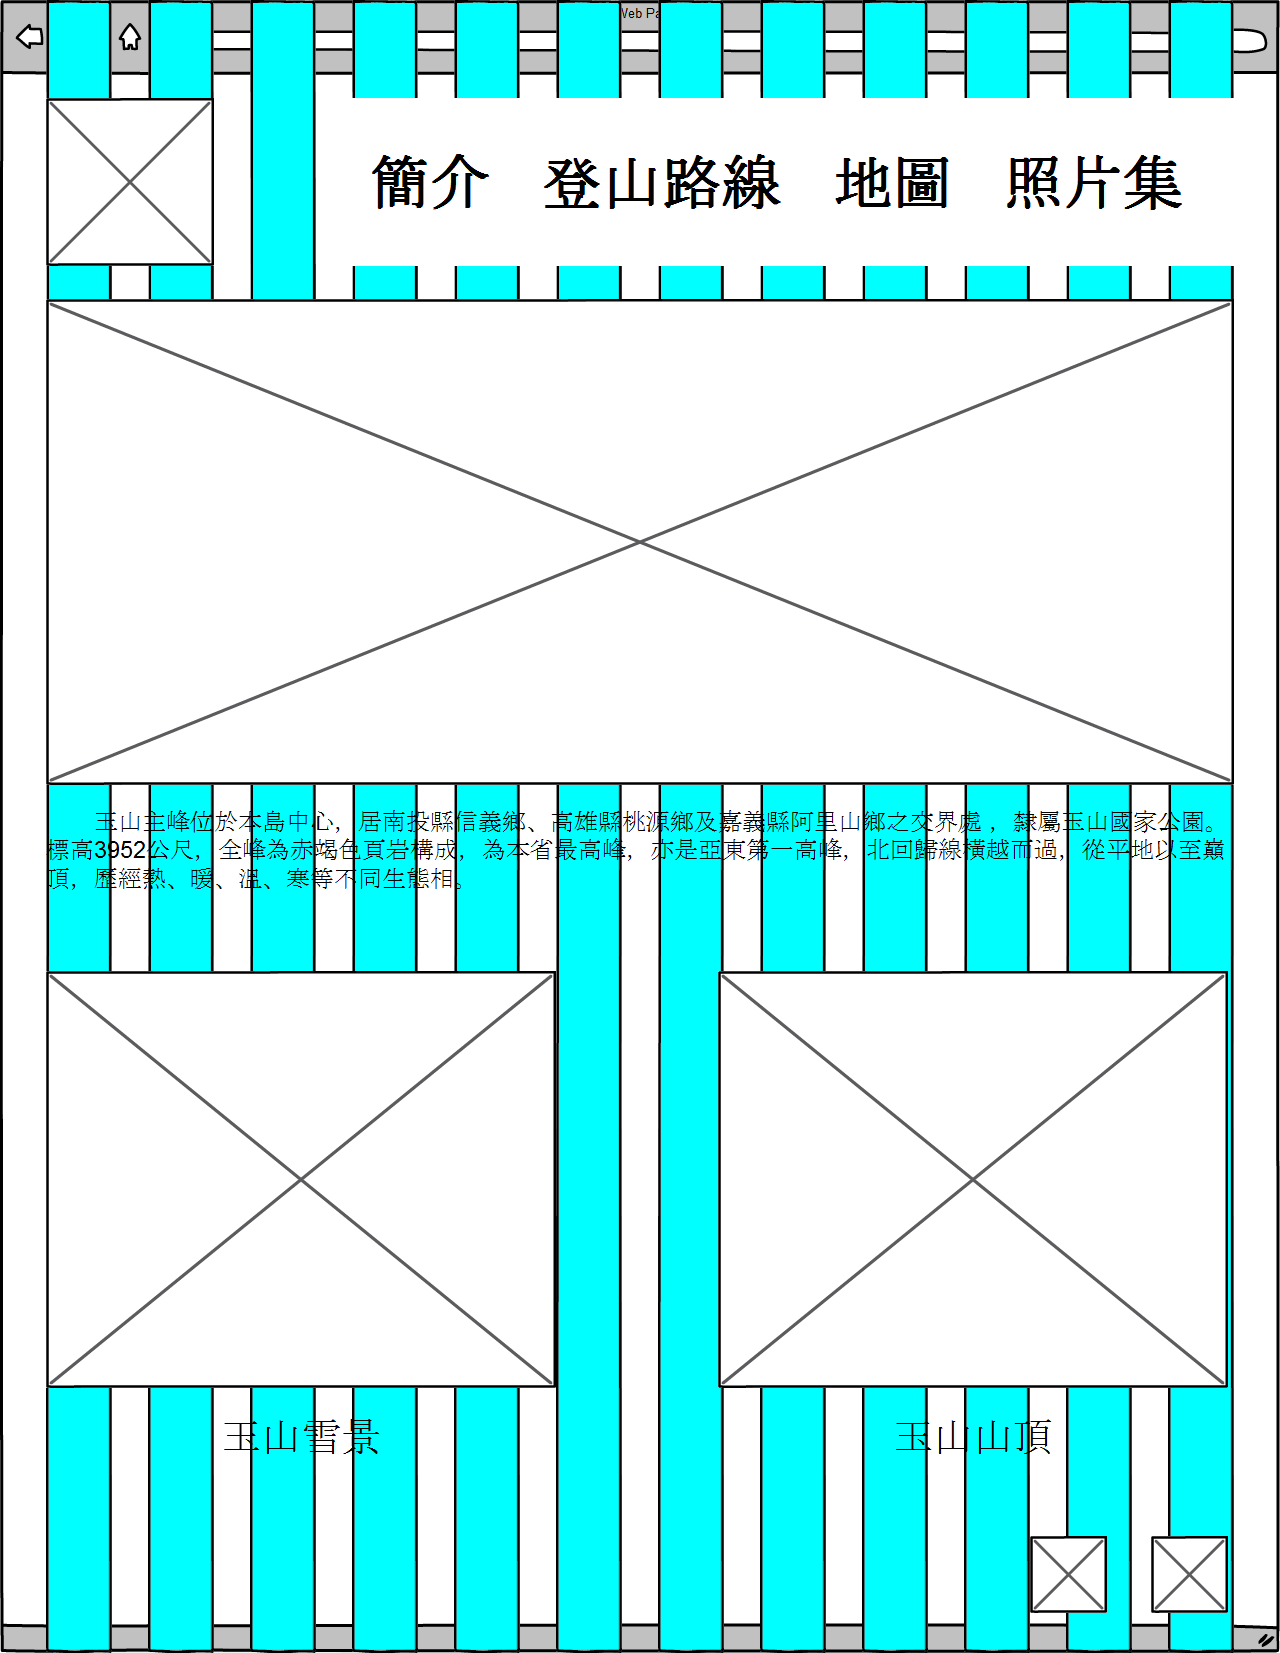 Web Pa
簡介 登山路線 地圖 照片集
玉山主峰位於本島中心，居南投縣信義鄉、高雄縣桃源鄉及嘉義縣阿里山鄉之交界處，隸屬玉山國家公園。
標高3952公尺，全峰為赤竭色頁岩構成，為本省最高峰，亦是亞東第一高峰，北回歸線橫越而過，從平地以至巔
頂，歷經熱、暖、溫、寒等不同生態相。
玉山雪景 玉山山頂